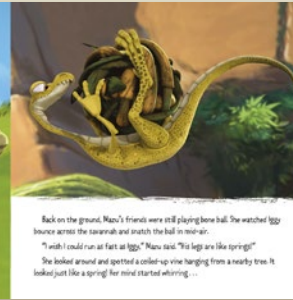 Back on the ground, Mazu's friends were still playing bone ball. She watched Iggy
bounce across the savannah and snatch the ball in mid-air.
"I wish I could run as fast as Iggy," Mazu said. "His legs are like springs!"
She looked around and spotted a coiled-up vine hanging from a nearby tree. It
looked just like a spring! Her mind started whirring . . .